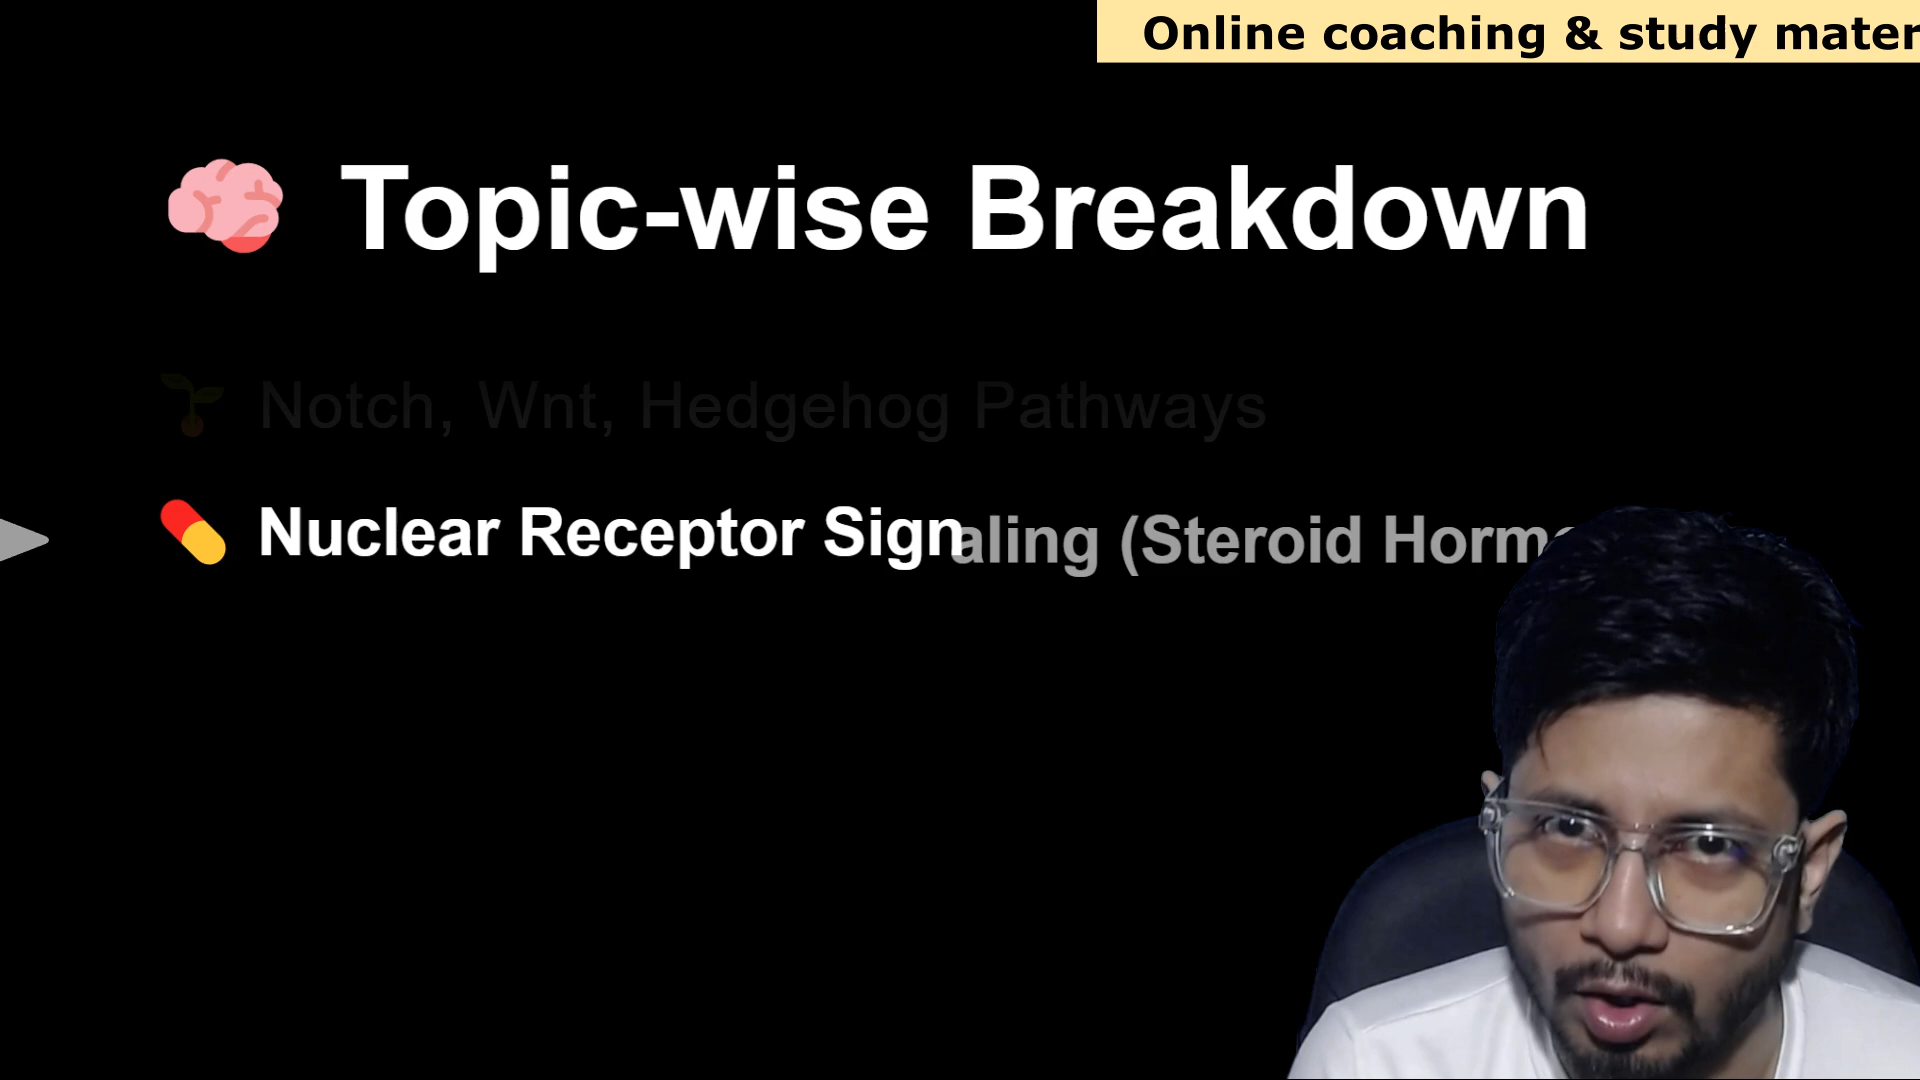 Online coaching & study mater
Topic-wise Breakdown
Notch, Wnt, Hedgehog Pathways
Nuclear Receptor Signaling (Steroid Horm